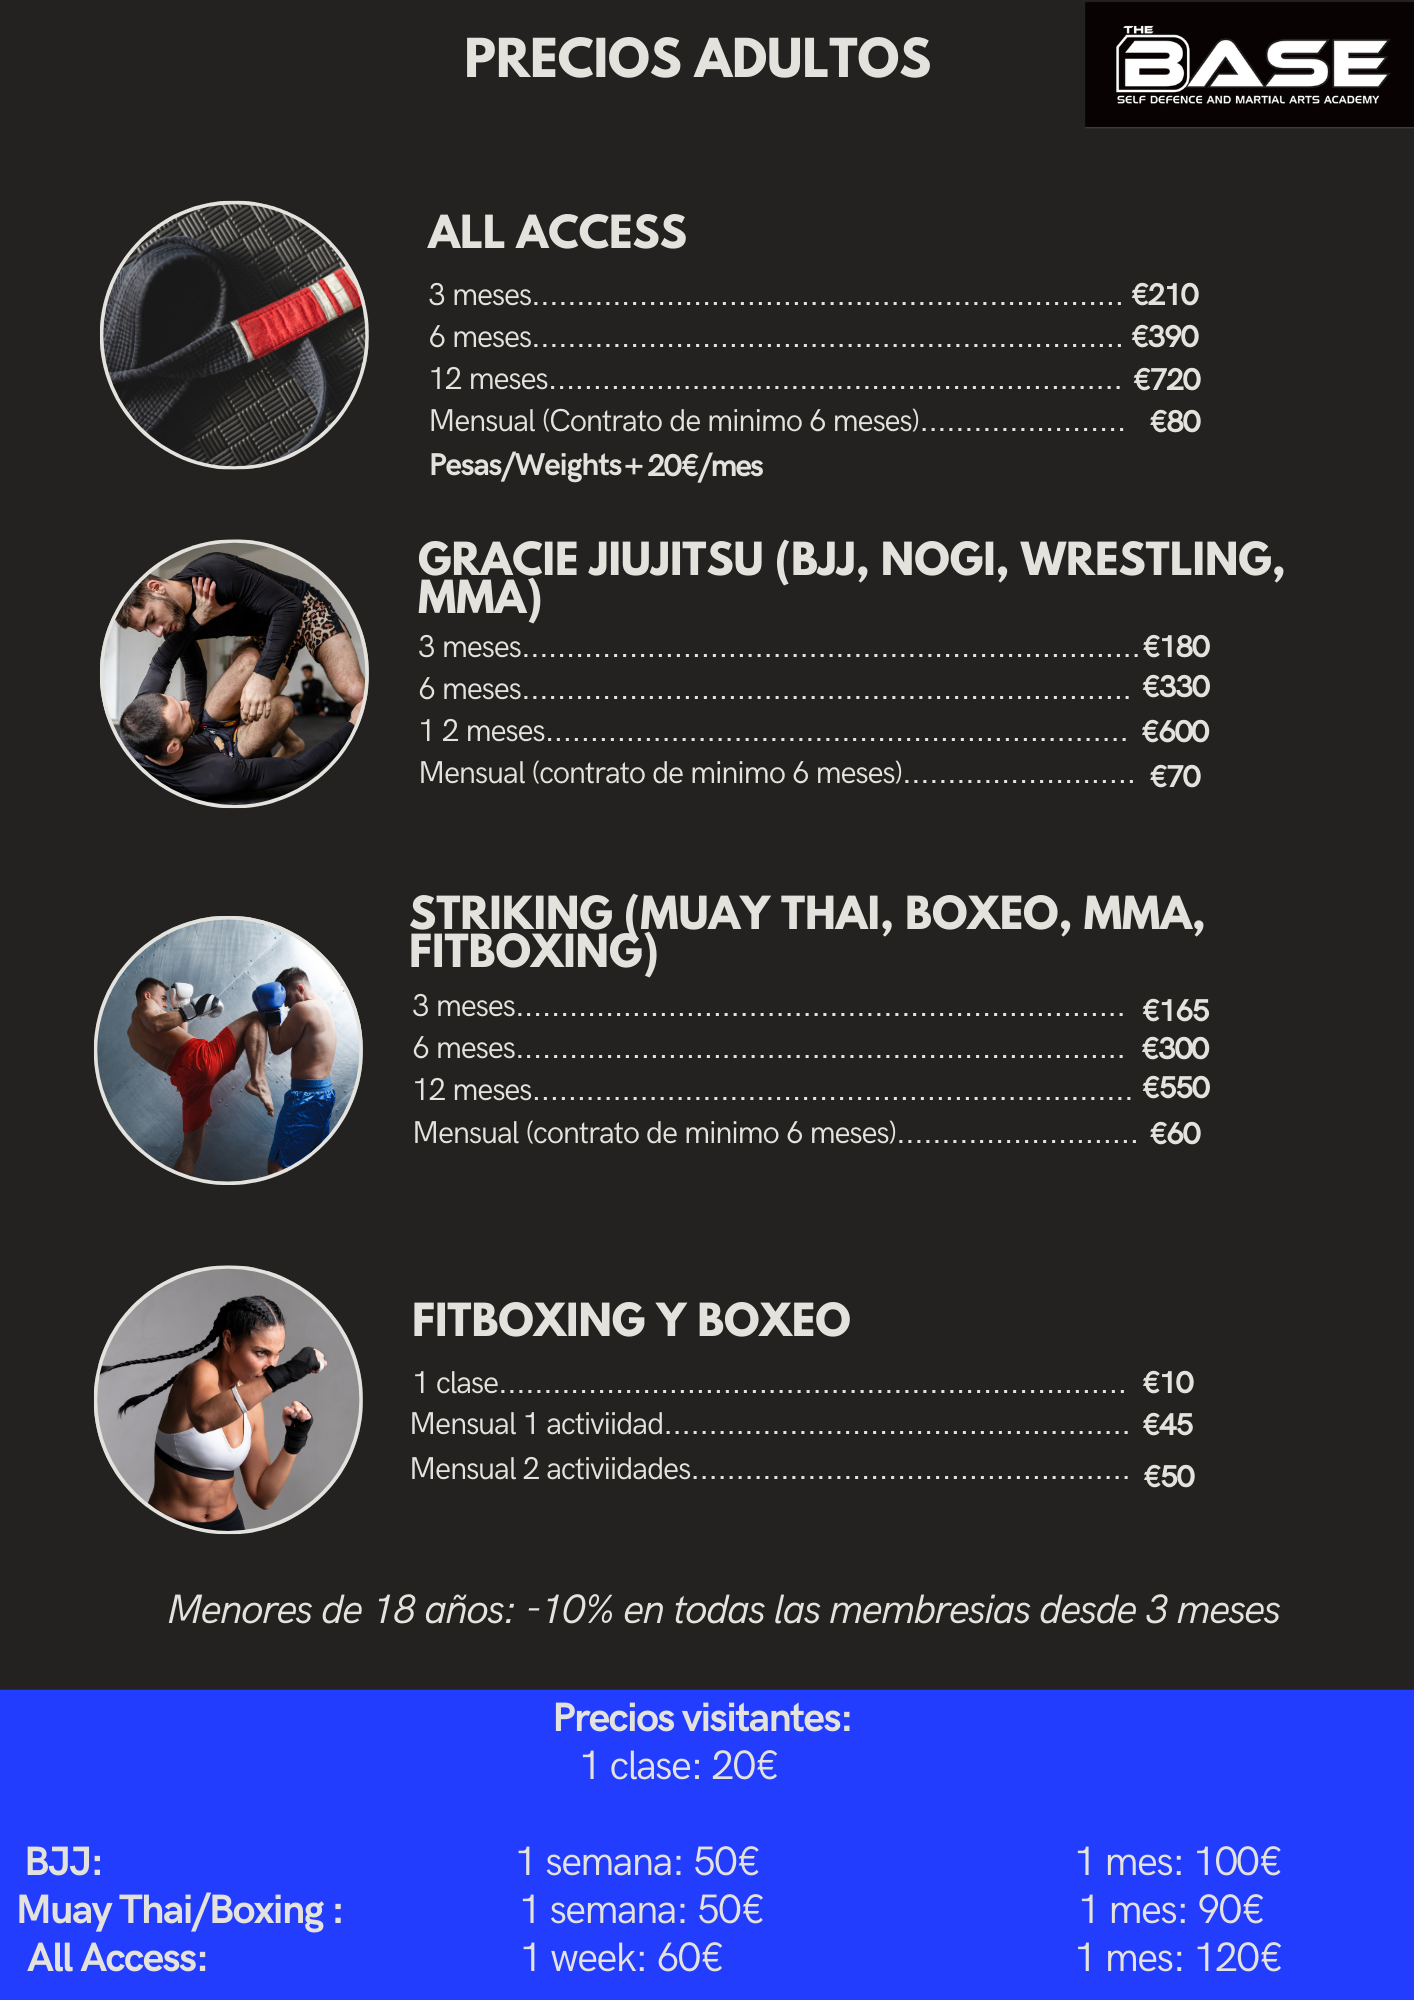 PRECIOS ADULTOS
THE
BASE
SELF DEFENCE AND MARTIAL ARTS ACADEMY
ALL ACCESS
3 meses.................................................................. €210
6 meses.................................................................. €390
12 meses................................................................ €720
Mensual (Contrato de minimo 6 meses)....................... €80
Pesas/Weights + 20€/mes
GRACIE JIUJITSU (BJJ, NOGI, WRESTLING,
MMA)
3 meses.....................................................................€180
6 meses.................................................................... €330
1 2 meses................................................................. €600
Mensual (contrato de minimo 6 meses).......................... €70
STRIKING (MUAY THAI, BOXEO, MMA,
FITBOXING)
3 meses.................................................................... €165
6 meses.................................................................... €300
12 meses................................................................... €550
Mensual (contrato de minimo 6 meses)........................... €60
FITBOXING Y BOXEO
1 clase...................................................................... €10
Mensual 1 activiidad.................................................... €45
Mensual 2 activiidades................................................. €50
Menores de 18 años: -10% en todas las membresias desde 3 meses
Precios visitantes:
1 clase: 20€
BJJ: 1 semana: 50€ 1 mes: 100€
Muay Thai/Boxing : 1 semana: 50€ 1 mes: 90€
All Access: 1 week: 60€ 1 mes: 120€